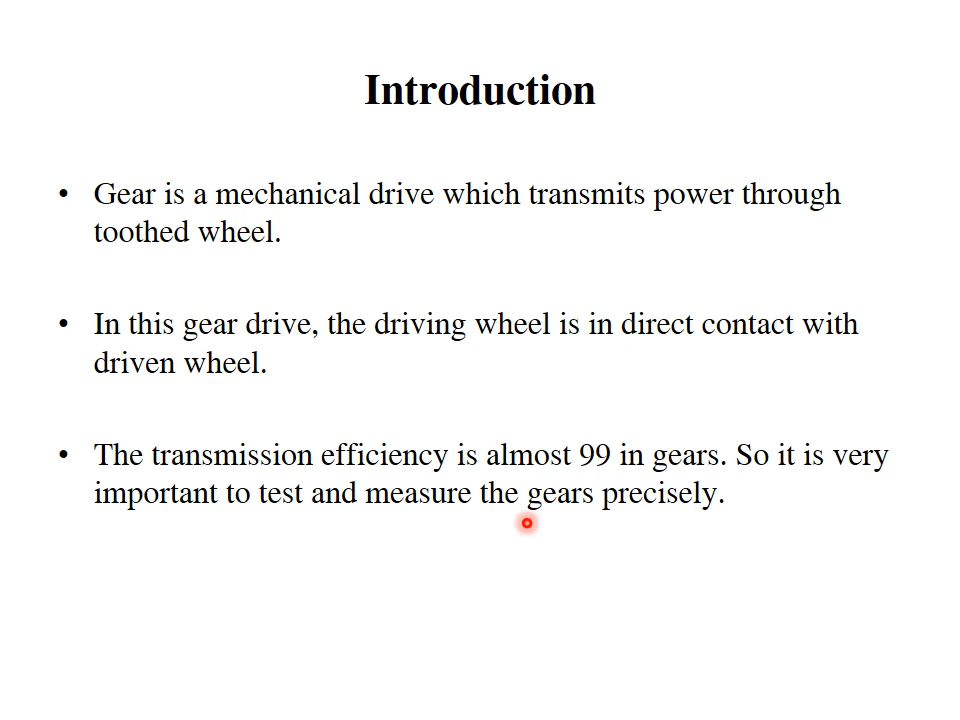 Introduction
• Gear is a mechanical drive which transmits power through
toothed wheel.
• In this gear drive, the driving wheel is in direct contact with
driven wheel.
• The transmission efficiency is almost 99 in gears. So it is very
important to test and measure the gears precisely.